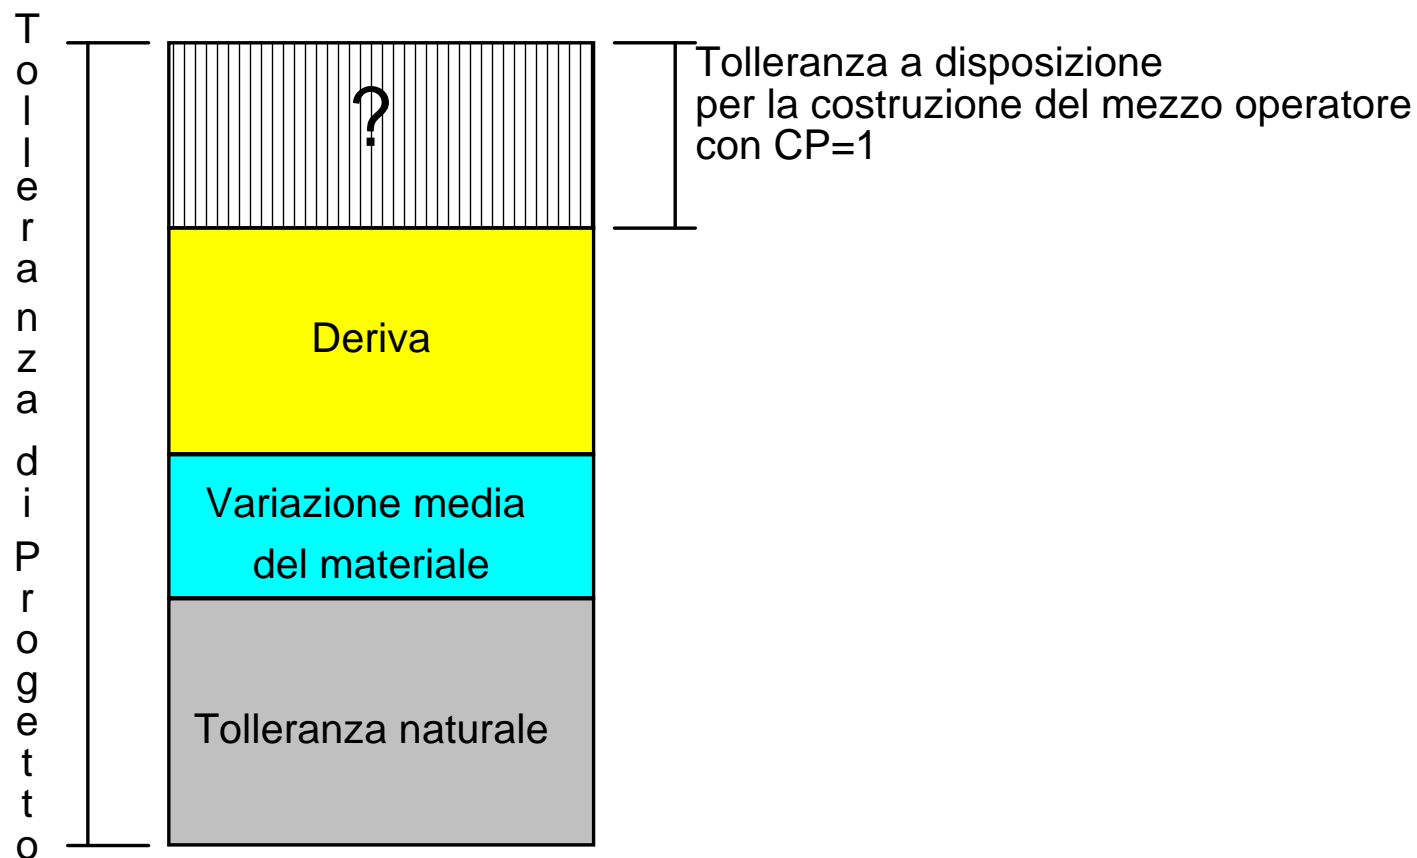 Tolleranza di Progetto
?
Tolleranza a disposizione
per la costruzione del mezzo operatore
con CP=1
Deriva
Variazione media
del materiale
Tolleranza naturale